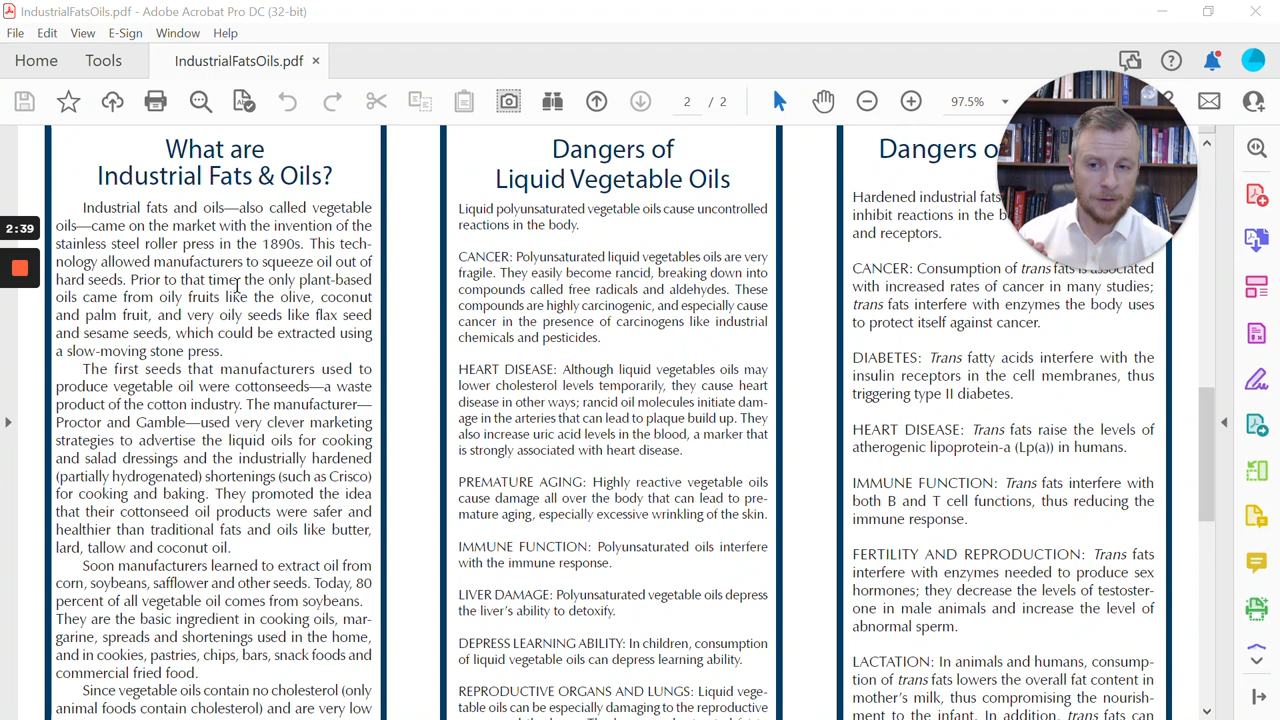 IndustrialFatsOils.pdf - Adobe Acrobat Pro DC (32-bit)
File Edit View E-Sign Window Help
Home Tools IndustrialFatsOils.pdf ×
2 / 2 97.5%
2:39
What are
Industrial Fats & Oils?
Industrial fats and oils—also called vegetable
oils—came on the market with the invention of the
stainless steel roller press in the 1890s. This tech-
nology allowed manufacturers to squeeze oil out of
hard seeds. Prior to that time, the only plant-based
oils came from oily fruits like the olive, coconut
and palm fruit, and very oily seeds like flax seed
and sesame seeds, which could be extracted using
a slow-moving stone press.
The first seeds that manufacturers used to
produce vegetable oil were cottonseeds—a waste
product of the cotton industry. The manufacturer—
Proctor and Gamble—used very clever marketing
strategies to advertise the liquid oils for cooking
and salad dressings and the industrially hardened
(partially hydrogenated) shortenings (such as Crisco)
for cooking and baking. They promoted the idea
that their cottonseed oil products were safer and
healthier than traditional fats and oils like butter,
lard, tallow and coconut oil.
Soon manufacturers learned to extract oil from
corn, soybeans, safflower and other seeds. Today, 80
percent of all vegetable oil comes from soybeans.
They are the basic ingredient in cooking oils, mar-
garine, spreads and shortenings used in the home,
and in cookies, pastries, chips, bars, snack foods and
commercial fried food.
Since vegetable oils contain no cholesterol (only
animal foods contain cholesterol) and are very low
Dangers of
Liquid Vegetable Oils
Liquid polyunsaturated vegetable oils cause uncontrolled
reactions in the body.
CANCER: Polyunsaturated liquid vegetables oils are very
fragile. They easily become rancid, breaking down into
compounds called free radicals and aldehydes. These
compounds are highly carcinogenic, and especially cause
cancer in the presence of carcinogens like industrial
chemicals and pesticides.
HEART DISEASE: Although liquid vegetables oils may
lower cholesterol levels temporarily, they cause heart
disease in other ways; rancid oil molecules initiate dam-
age in the arteries that can lead to plaque build up. They
also increase uric acid levels in the blood, a marker that
is strongly associated with heart disease.
PREMATURE AGING: Highly reactive vegetable oils
cause damage all over the body that can lead to pre-
mature aging, especially excessive wrinkling of the skin.
IMMUNE FUNCTION: Polyunsaturated oils interfere
with the immune response.
LIVER DAMAGE: Polyunsaturated vegetable oils depress
the liver's ability to detoxify.
DEPRESS LEARNING ABILITY: In children, consumption
of liquid vegetable oils can depress learning ability.
REPRODUCTIVE ORGANS AND LUNGS: Liquid vege-
table oils can be especially damaging to the reproductive
Dangers o
Hardened industrial fats
inhibit reactions in the b
and receptors.
CANCER: Consumption of trans fats is associated
with increased rates of cancer in many studies;
trans fats interfere with enzymes the body uses
to protect itself against cancer.
DIABETES: Trans fatty acids interfere with the
insulin receptors in the cell membranes, thus
triggering type II diabetes.
HEART DISEASE: Trans fats raise the levels of
atherogenic lipoprotein-a (Lp(a)) in humans.
IMMUNE FUNCTION: Trans fats interfere with
both B and T cell functions, thus reducing the
immune response.
FERTILITY AND REPRODUCTION: Trans fats
interfere with enzymes needed to produce sex
hormones; they decrease the levels of testoster-
one in male animals and increase the level of
abnormal sperm.
LACTATION: In animals and humans, consump-
tion of trans fats lowers the overall fat content in
mother's milk, thus compromising the nourish-
ment to the infant. In addition, trans fats can